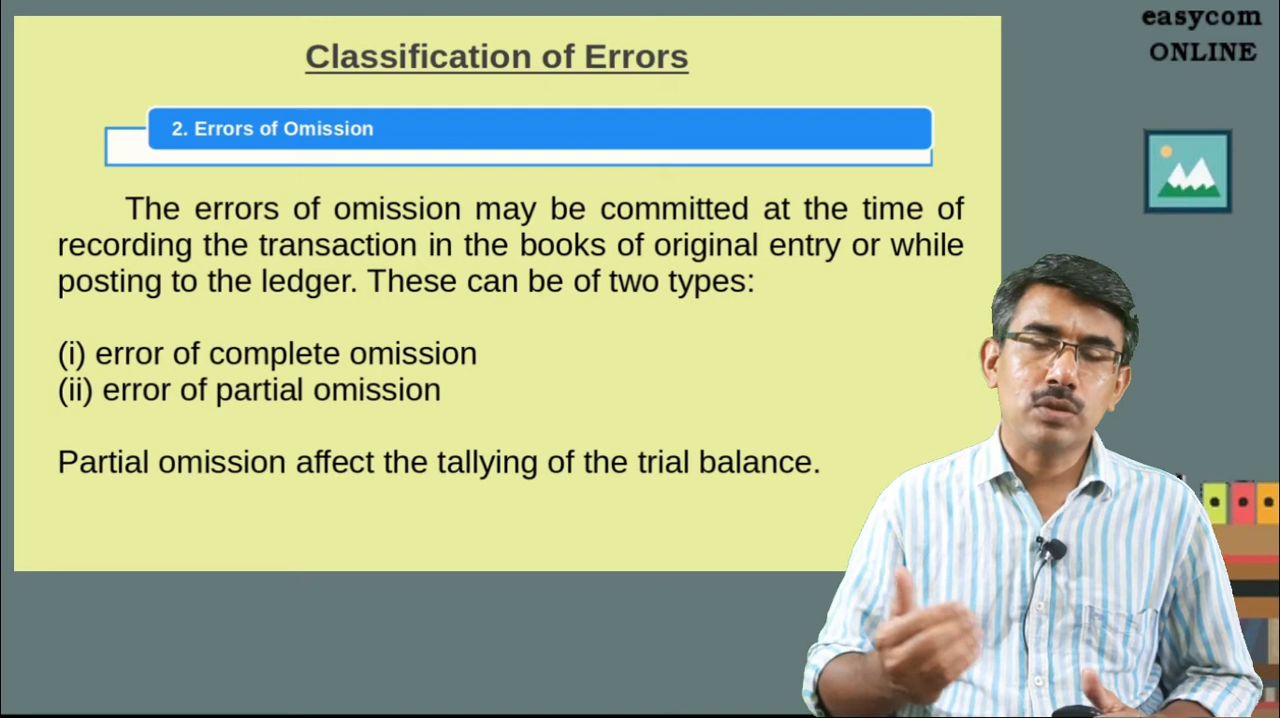 easycom
ONLINE
Classification of Errors
2. Errors of Omission
The errors of omission may be committed at the time of
recording the transaction in the books of original entry or while
posting to the ledger. These can be of two types:
(i) error of complete omission
(ii) error of partial omission
Partial omission affect the tallying of the trial balance.